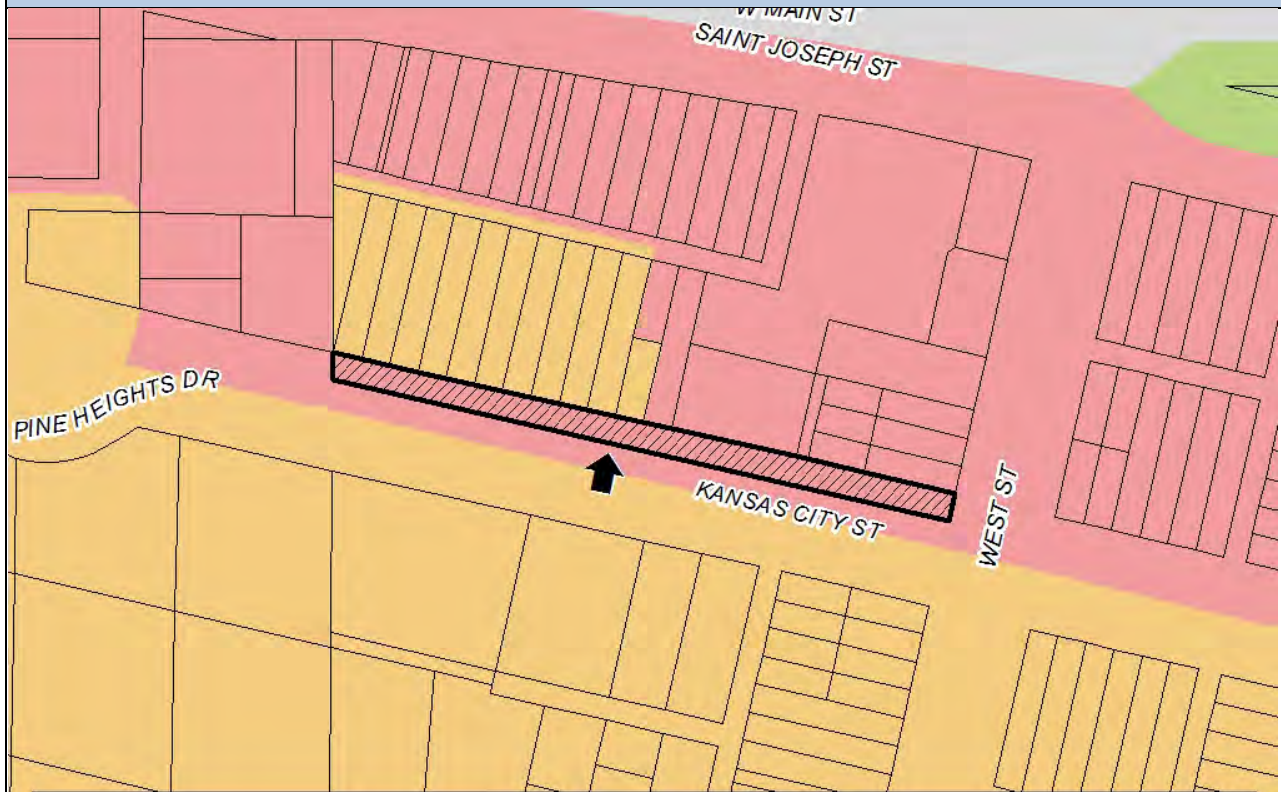 W MAIN ST
SAINT JOSEPH ST
PINE HEIGHTS DR
KANSAS CITY ST
WEST ST